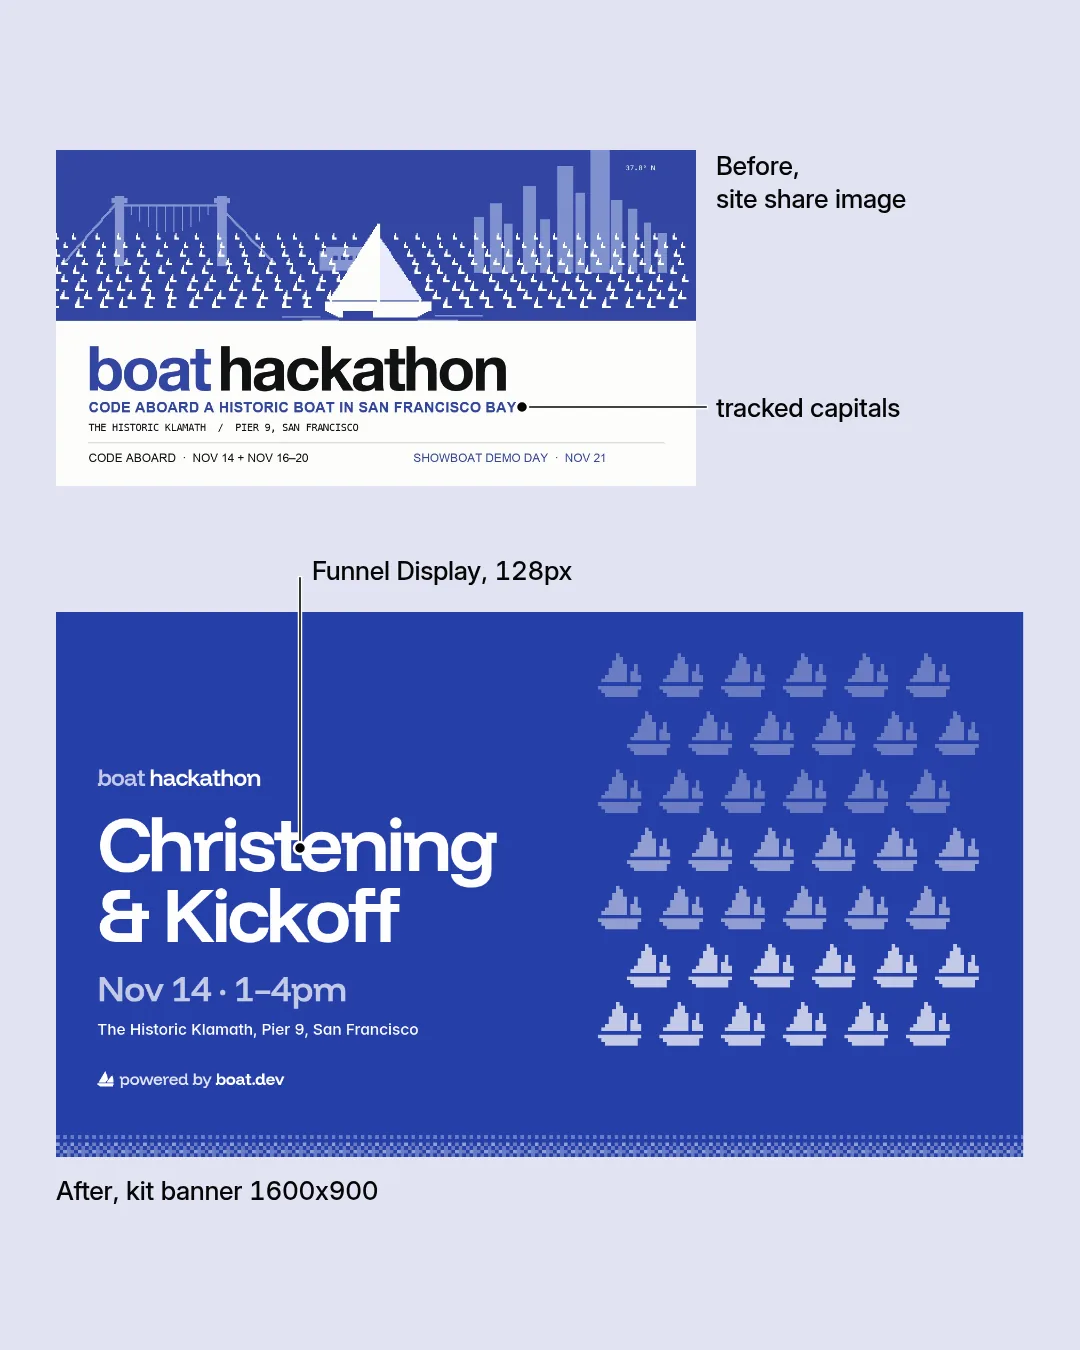 37.8° N
Before,
site share image
boat hackathon
CODE ABOARD A HISTORIC BOAT IN SAN FRANCISCO BAY
tracked capitals
THE HISTORIC KLAMATH / PIER 9, SAN FRANCISCO
CODE ABOARD · NOV 14 + NOV 16–20
SHOWBOAT DEMO DAY · NOV 21
Funnel Display, 128px
boat hackathon
Christening
& Kickoff
Nov 14 · 1–4pm
The Historic Klamath, Pier 9, San Francisco
powered by boat.dev
After, kit banner 1600x900